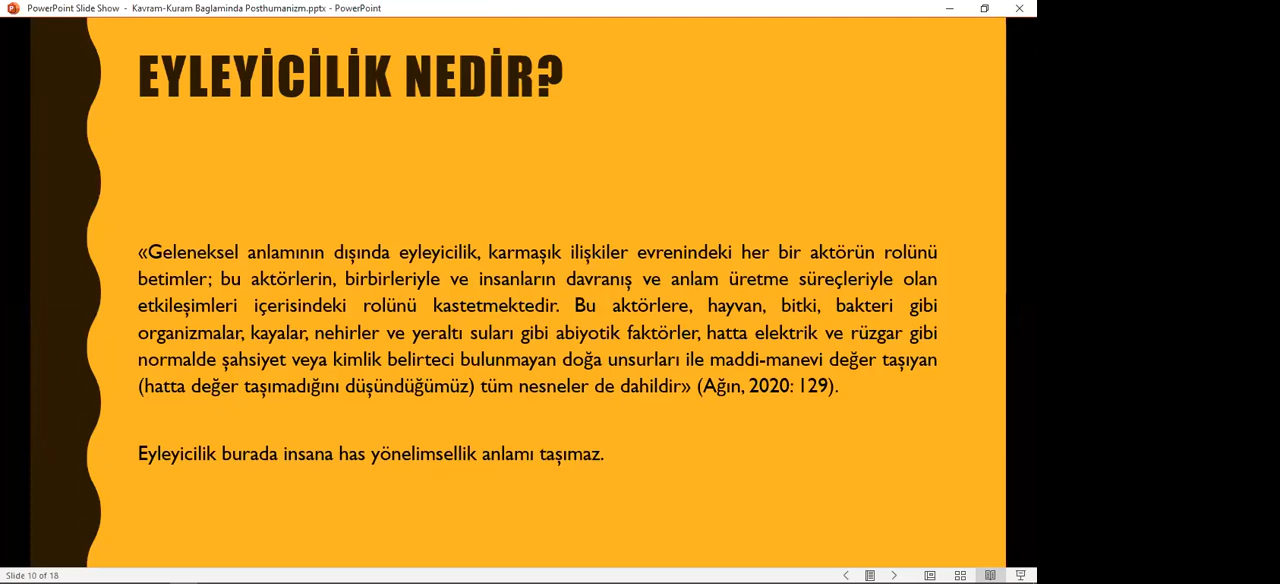 PowerPoint Slide Show - Kavram-Kuram Baglaminda Posthumanizm.pptx - PowerPoint
EYLEYİCİLİK NEDİR?
«Geleneksel anlamının dışında eyleyicilik, karmaşık ilişkiler evrenindeki her bir aktörün rolünü
betimler; bu aktörlerin, birbirleriyle ve insanların davranış ve anlam üretme süreçleriyle olan
etkileşimleri içerisindeki rolünü kastetmektedir. Bu aktörlere, hayvan, bitki, bakteri gibi
organizmalar, kayalar, nehirler ve yeraltı suları gibi abiyotik faktörler, hatta elektrik ve rüzgar gibi
normalde şahsiyet veya kimlik belirteci bulunmayan doğa unsurları ile maddi-manevi değer taşıyan
(hatta değer taşımadığını düşündüğümüz) tüm nesneler de dahildir» (Ağın, 2020: 129).
Eyleyicilik burada insana has yönelimsellik anlamı taşımaz.
Slide 10 of 18